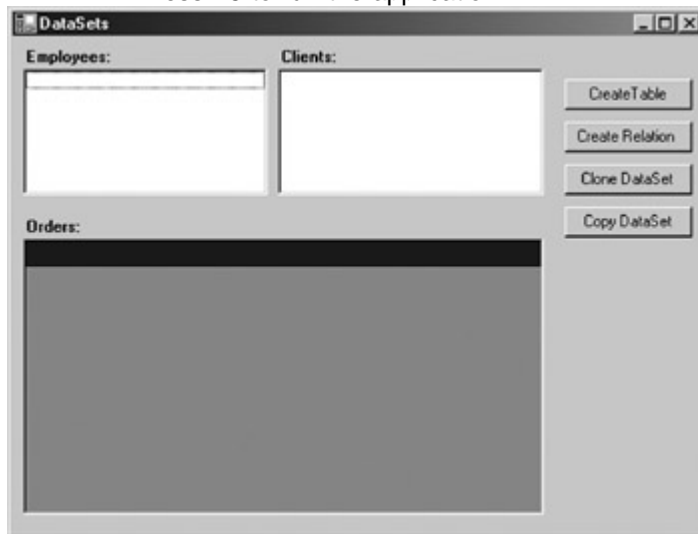 DataSets
Employees:
Clients:
CreateTable
Create Relation
Clone DataSet
Copy DataSet
Orders: